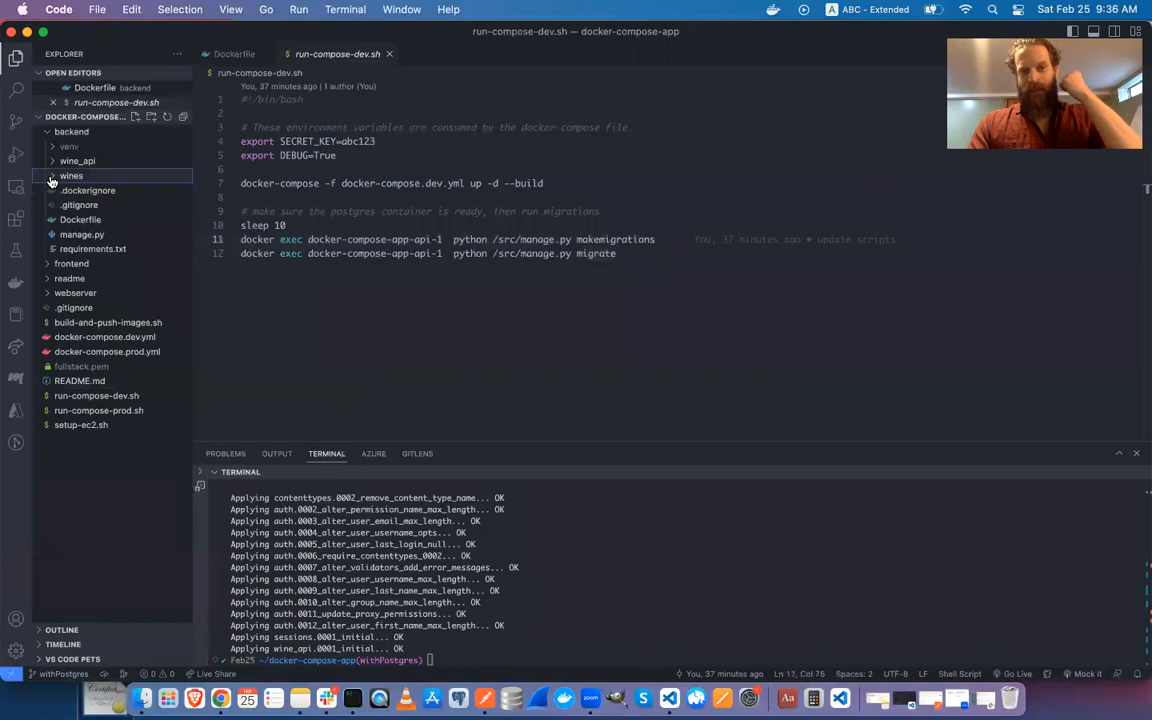 Code File Edit Selection View Go Run Terminal Window Help ABC - Extended Sat Feb 25 9:36 AM
run-compose-dev.sh — docker-compose-app
EXPLORER
Dockerfile run-compose-dev.sh
OPEN EDITORS
run-compose-dev.sh
Dockerfile backend
You, 37 minutes ago | 1 author (You)
run-compose-dev.sh
DOCKER-COMPOSE...
backend
venv
wine_api
wines
.dockerignore
.gitignore
Dockerfile
manage.py
requirements.txt
frontend
readme
webserver
.gitignore
build-and-push-images.sh
docker-compose.dev.yml
docker-compose.prod.yml
fullstack.pem
README.md
run-compose-dev.sh
run-compose-prod.sh
setup-ec2.sh
OUTLINE
TIMELINE
VS CODE PETS
1 #!/bin/bash
2
3 # These environment variables are consumed by the docker-compose file.
4 export SECRET_KEY=abc123
5 export DEBUG=True
6
7 docker-compose -f docker-compose.dev.yml up -d --build
8
9 # make sure the postgres container is ready, then run migrations
10 sleep 10
11 docker exec docker-compose-app-api-1 python /src/manage.py makemigrations You, 37 minutes ago • update scripts
12 docker exec docker-compose-app-api-1 python /src/manage.py migrate
PROBLEMS OUTPUT TERMINAL AZURE GITLENS
TERMINAL
Applying contenttypes.0002_remove_content_type_name... OK
Applying auth.0002_alter_permission_name_max_length... OK
Applying auth.0003_alter_user_email_max_length... OK
Applying auth.0004_alter_user_username_opts... OK
Applying auth.0005_alter_user_last_login_null... OK
Applying auth.0006_require_contenttypes_0002... OK
Applying auth.0007_alter_validators_add_error_messages... OK
Applying auth.0008_alter_user_username_max_length... OK
Applying auth.0009_alter_user_last_name_max_length... OK
Applying auth.0010_alter_group_name_max_length... OK
Applying auth.0011_update_proxy_permissions... OK
Applying auth.0012_alter_user_first_name_max_length... OK
Applying sessions.0001_initial... OK
Applying wine_api.0001_initial... OK
Feb25 ~/docker-compose-app(withPostgres)
withPostgres 0 0 Live Share You, 37 minutes ago Spaces: 2 UTF-8 LF Shell Script Go Live Mock it